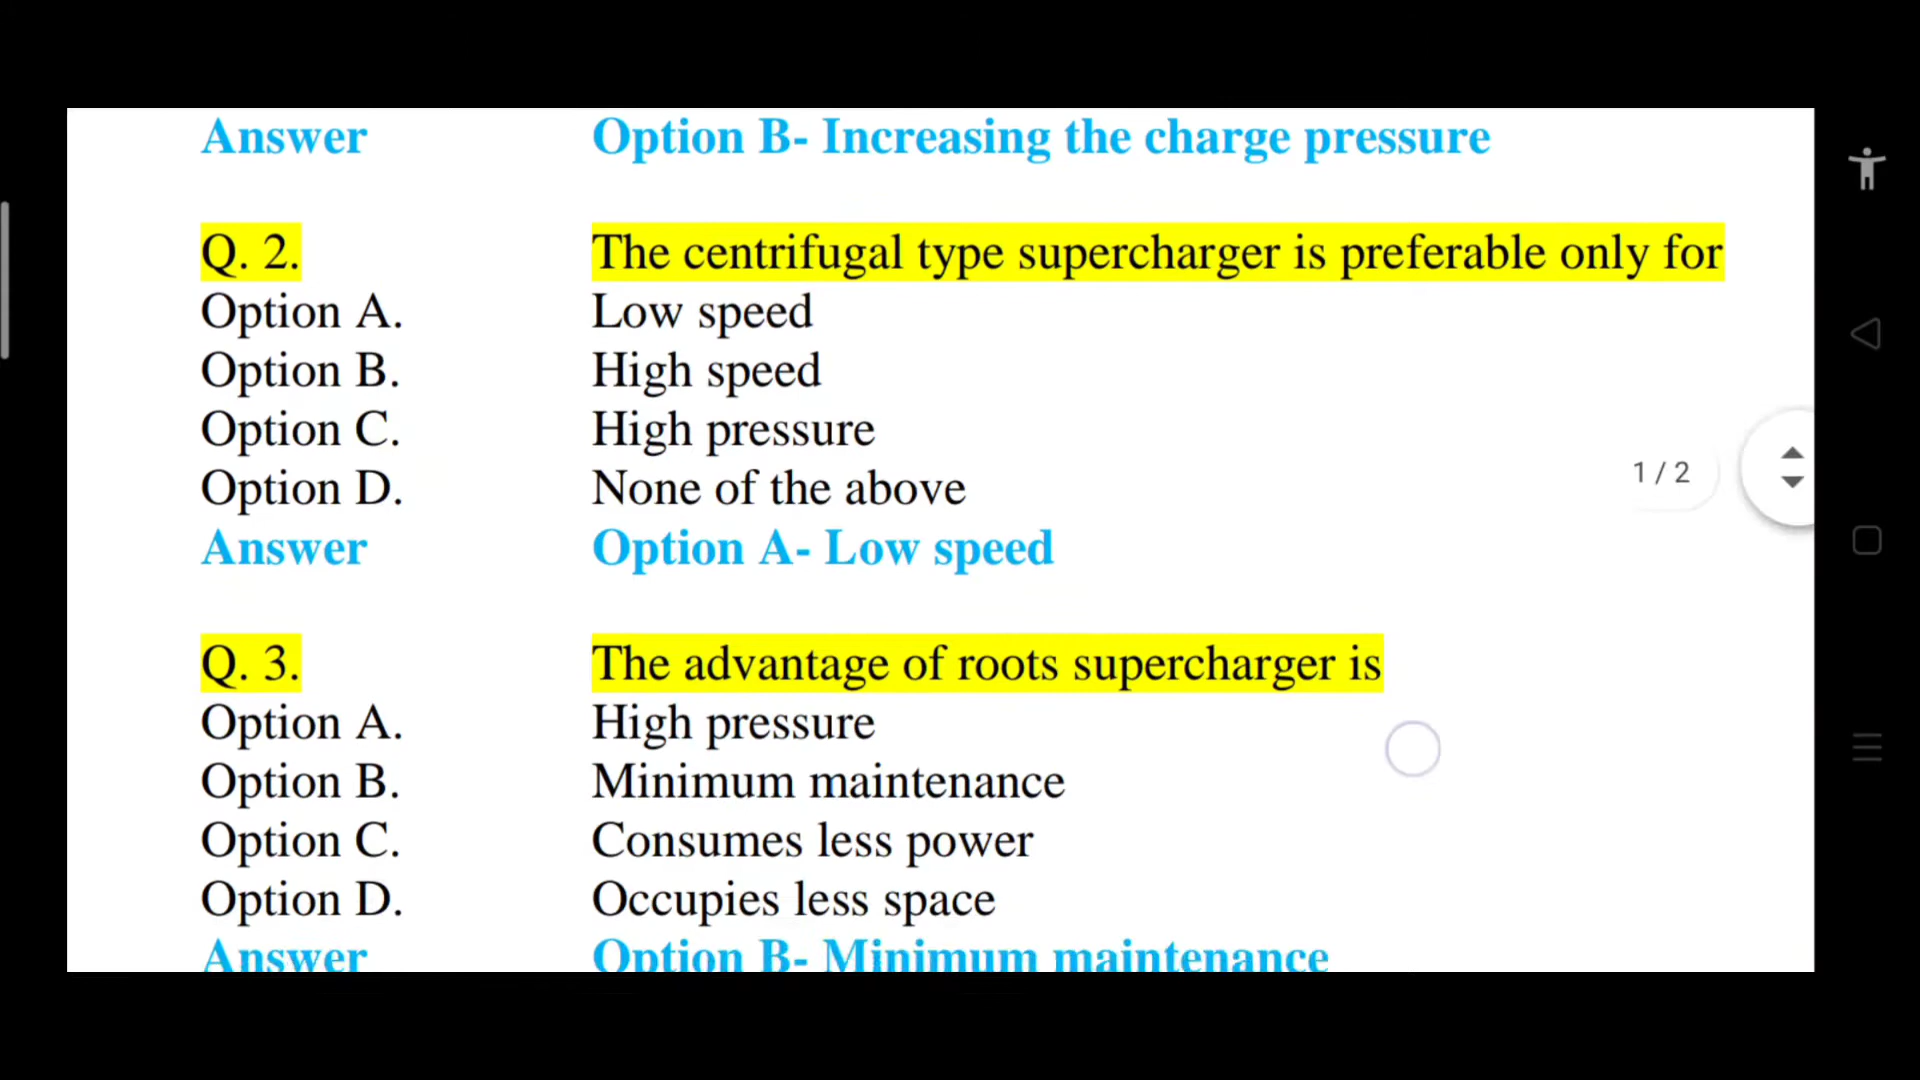 Answer Option B- Increasing the charge pressure
Q. 2. The centrifugal type supercharger is preferable only for
Option A. Low speed
Option B. High speed
Option C. High pressure
Option D. None of the above
1 / 2
Answer Option A- Low speed
Q. 3. The advantage of roots supercharger is
Option A. High pressure
Option B. Minimum maintenance
Option C. Consumes less power
Option D. Occupies less space
Answer Option B- Minimum maintenance